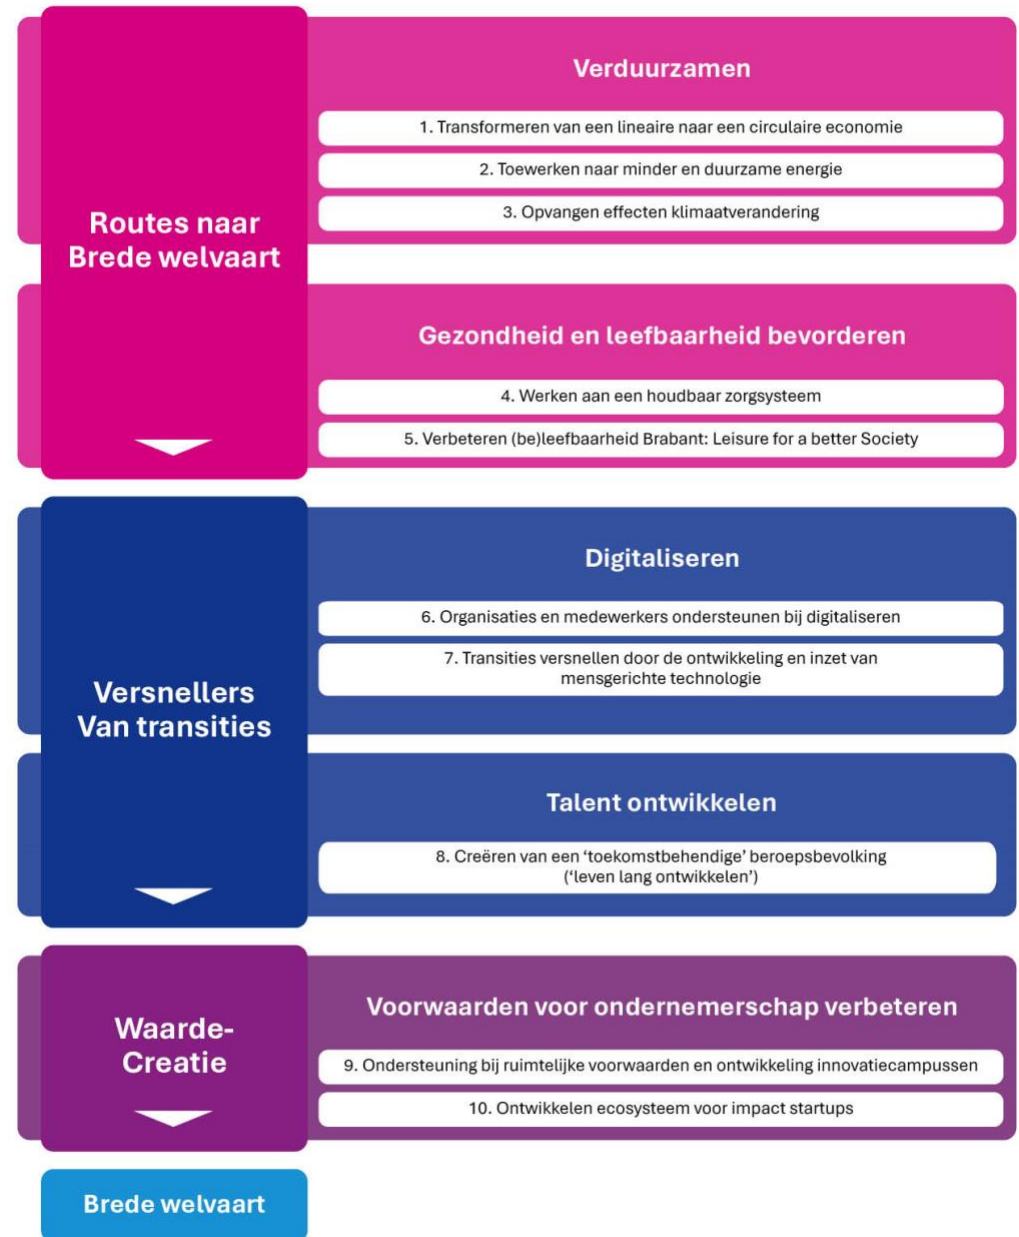 Routes naar
Brede welvaart
Verduurzamen
1. Transformeren van een lineaire naar een circulaire economie
2. Toewerken naar minder en duurzame energie
3. Opvangen effecten klimaatverandering
Gezondheid en leefbaarheid bevorderen
4. Werken aan een houdbaar zorgsysteem
5. Verbeteren (be)leefbaarheid Brabant: Leisure for a better Society
Versnellers
Van transities
Digitaliseren
6. Organisaties en medewerkers ondersteunen bij digitaliseren
7. Transities versnellen door de ontwikkeling en inzet van
mensgerichte technologie
Talent ontwikkelen
8. Creëren van een ‘toekomstbehendige’ beroepsbevolking
(‘leven lang ontwikkelen’)
Waarde-
Creatie
Voorwaarden voor ondernemerschap verbeteren
9. Ondersteuning bij ruimtelijke voorwaarden en ontwikkeling innovatiecampussen
10. Ontwikkelen ecosysteem voor impact startups
Brede welvaart